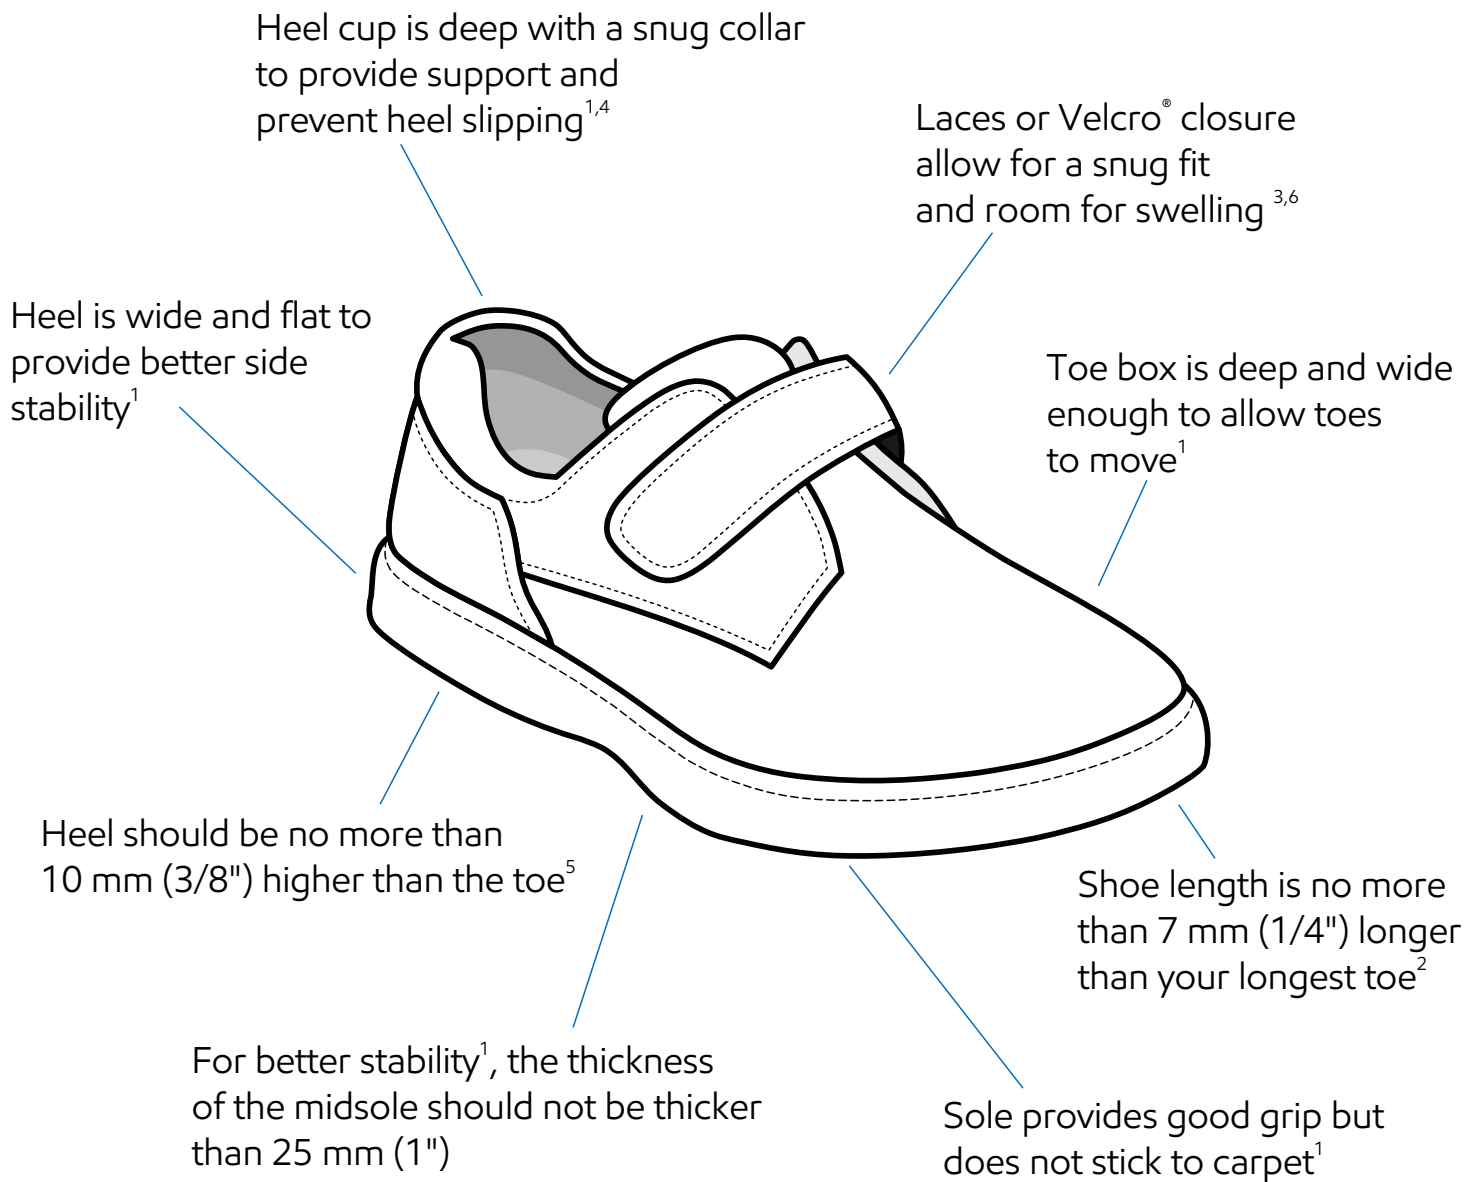 Heel cup is deep with a snug collar
to provide support and
prevent heel slipping1,4
Laces or Velcro® closure
allow for a snug fit
and room for swelling 3,6
Heel is wide and flat to
provide better side
stability1
Toe box is deep and wide
enough to allow toes
to move1
Heel should be no more than
10 mm (3/8") higher than the toe5
Shoe length is no more
than 7 mm (1/4") longer
than your longest toe2
For better stability1, the thickness
of the midsole should not be thicker
than 25 mm (1")
Sole provides good grip but
does not stick to carpet1